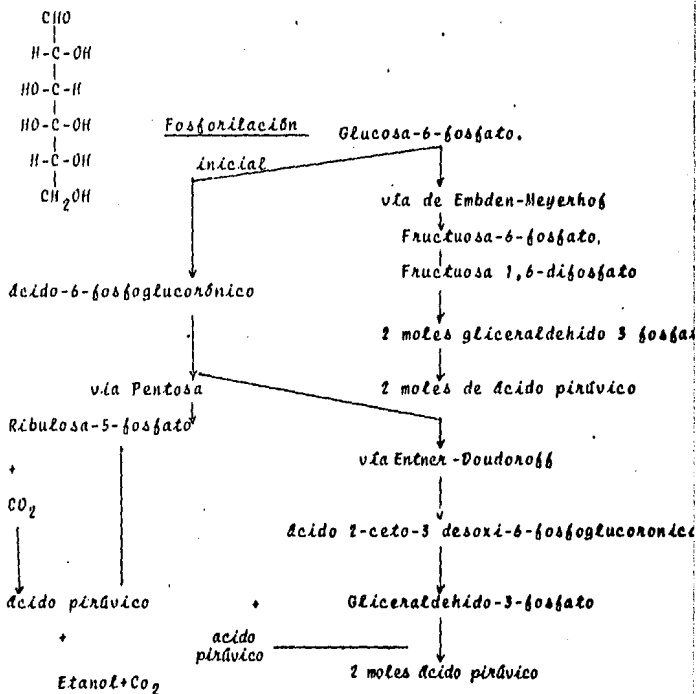 CHO
H-C-OH
HO-C-H
HO-C-OH
H-C-OH
CH2OH
Fosforilación
inicial
Glucosa-6-fosfato.
vía de Embden-Meyerhof
Fructuosa-6-fosfato,
Fructuosa 1,6-difosfato
ácido-6-fosfoglucorónico
2 moles gliceraldehido 3 fosfat
vía Pentosa
2 moles de ácido pirúvico
Ribulosa-5-fosfato
+
CO2
vía Entner-Doudoroff
ácido 2-ceto-3 desoxi-6-fosfoglucoronic
ácido pirúvico
+
Gliceraldehido-3-fosfato
+
acido
pirúvico
2 moles ácido pirúvico
Etanol+Co2